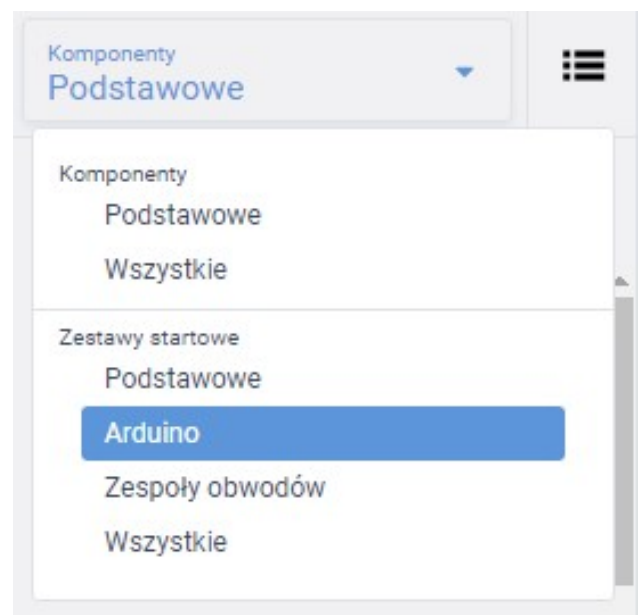 Komponenty
Podstawowe
Komponenty
Podstawowe
Wszystkie
Zestawy startowe
Podstawowe
Arduino
Zespoły obwodów
Wszystkie